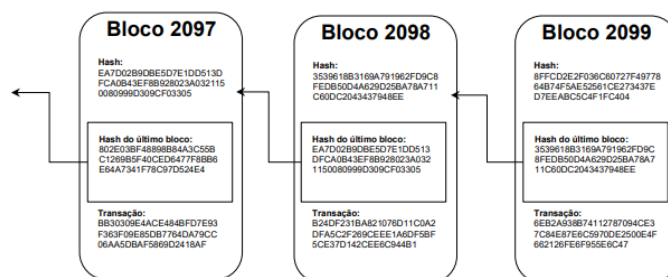 Bloco 2097
Hash:
EA7D02B9DBE5D7E1DD513D
FCA0B43EF8B928023A032115
0080999D309CF03305
Hash do último bloco:
802E03BF48898B84A3C55B
C1269B5F40CED6477F8BB6
E64A7341F78C97D524E4
Transação:
BB30309E4ACE484BFD7E93
F363F09E85DB7764DA79CC
06AA5DBAF5869D2418AF
Bloco 2098
Hash:
3539618B3169A791962FD9C8
FEDB50D4A629D25BA78A711
C60DC2043437948EE
Hash do último bloco:
EA7D02B9DBE5D7E1DD513
DFCA0B43EF8B928023A032
1150080999D309CF03305
Transação:
B24DF231BA821076D11C0A2
DFA5C2F269CEEE1A6DF5BF
5CE37D142CEE6C944B1
Bloco 2099
Hash:
8FFCD2E2F036C60727F49778
64B74F5AE52561CE273437E
D7EEABC5C4F1FC404
Hash do último bloco:
3539618B3169A791962FD9C
8FEDB50D4A629D25BA78A7
11C60DC2043437948EE
Transação:
6EB2A938B74112787094CE3
7C84E87E6C5970DE2500E4F
662126FE6F955E6C47